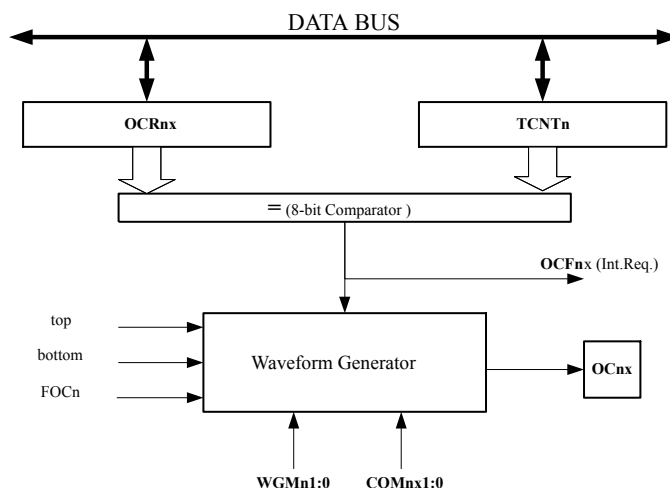 DATA BUS
OCRnx
TCNTn
= (8-bit Comparator )
OCFnx (Int.Req.)
top
bottom
FOCn
Waveform Generator
OCnx
WGMn1:0
COMnx1:0